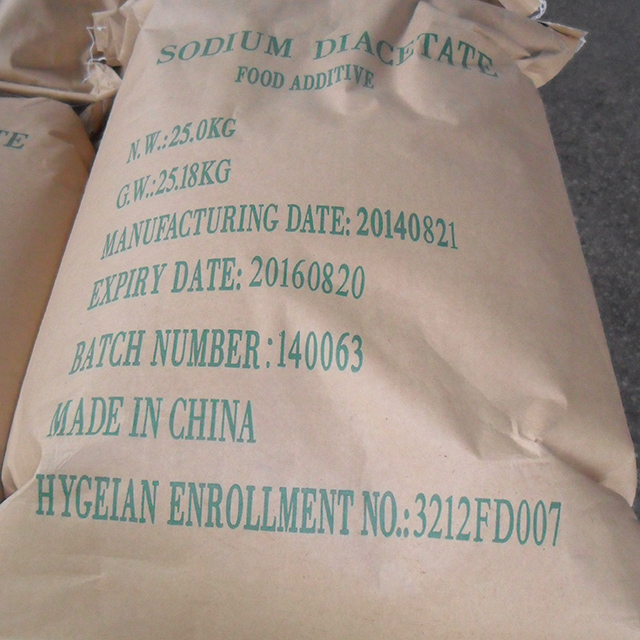 SODIUM DIACETATE
FOOD ADDITIVE
N.W.:25.0KG
G.W.:25.18KG
MANUFACTURING DATE: 20140821
EXPIRY DATE: 20160820
BATCH NUMBER:140063
MADE IN CHINA
HYGEIAN ENROLLMENT NO.:3212FD007
TE